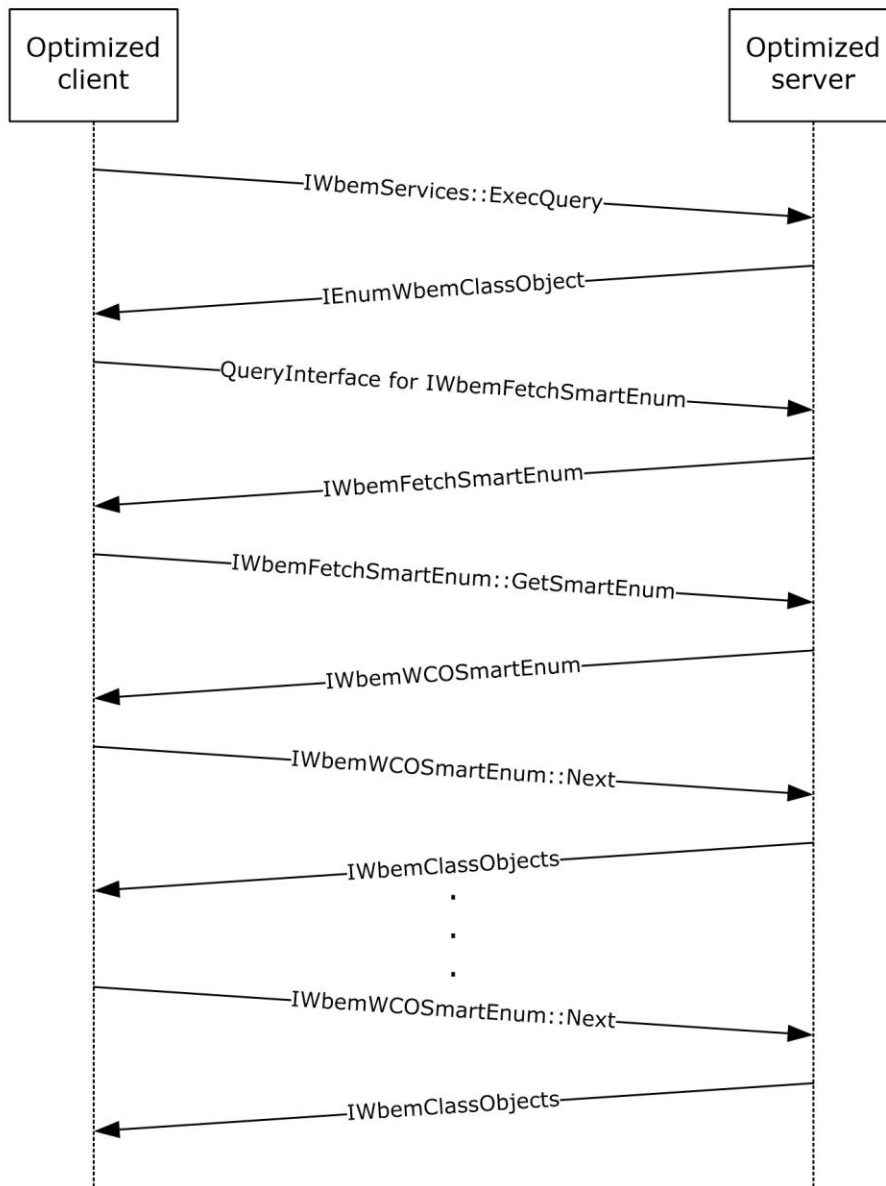 Optimized
client
Optimized
server
IWbemServices::ExecQuery
IEnumWbemClassObject
QueryInterface for IWbemFetchSmartEnum
IWbemFetchSmartEnum
IWbemFetchSmartEnum::GetSmartEnum
IWbemWCOSmartEnum
IWbemWCOSmartEnum::Next
IWbemClassObjects
.
.
.
IWbemWCOSmartEnum::Next
IWbemClassObjects